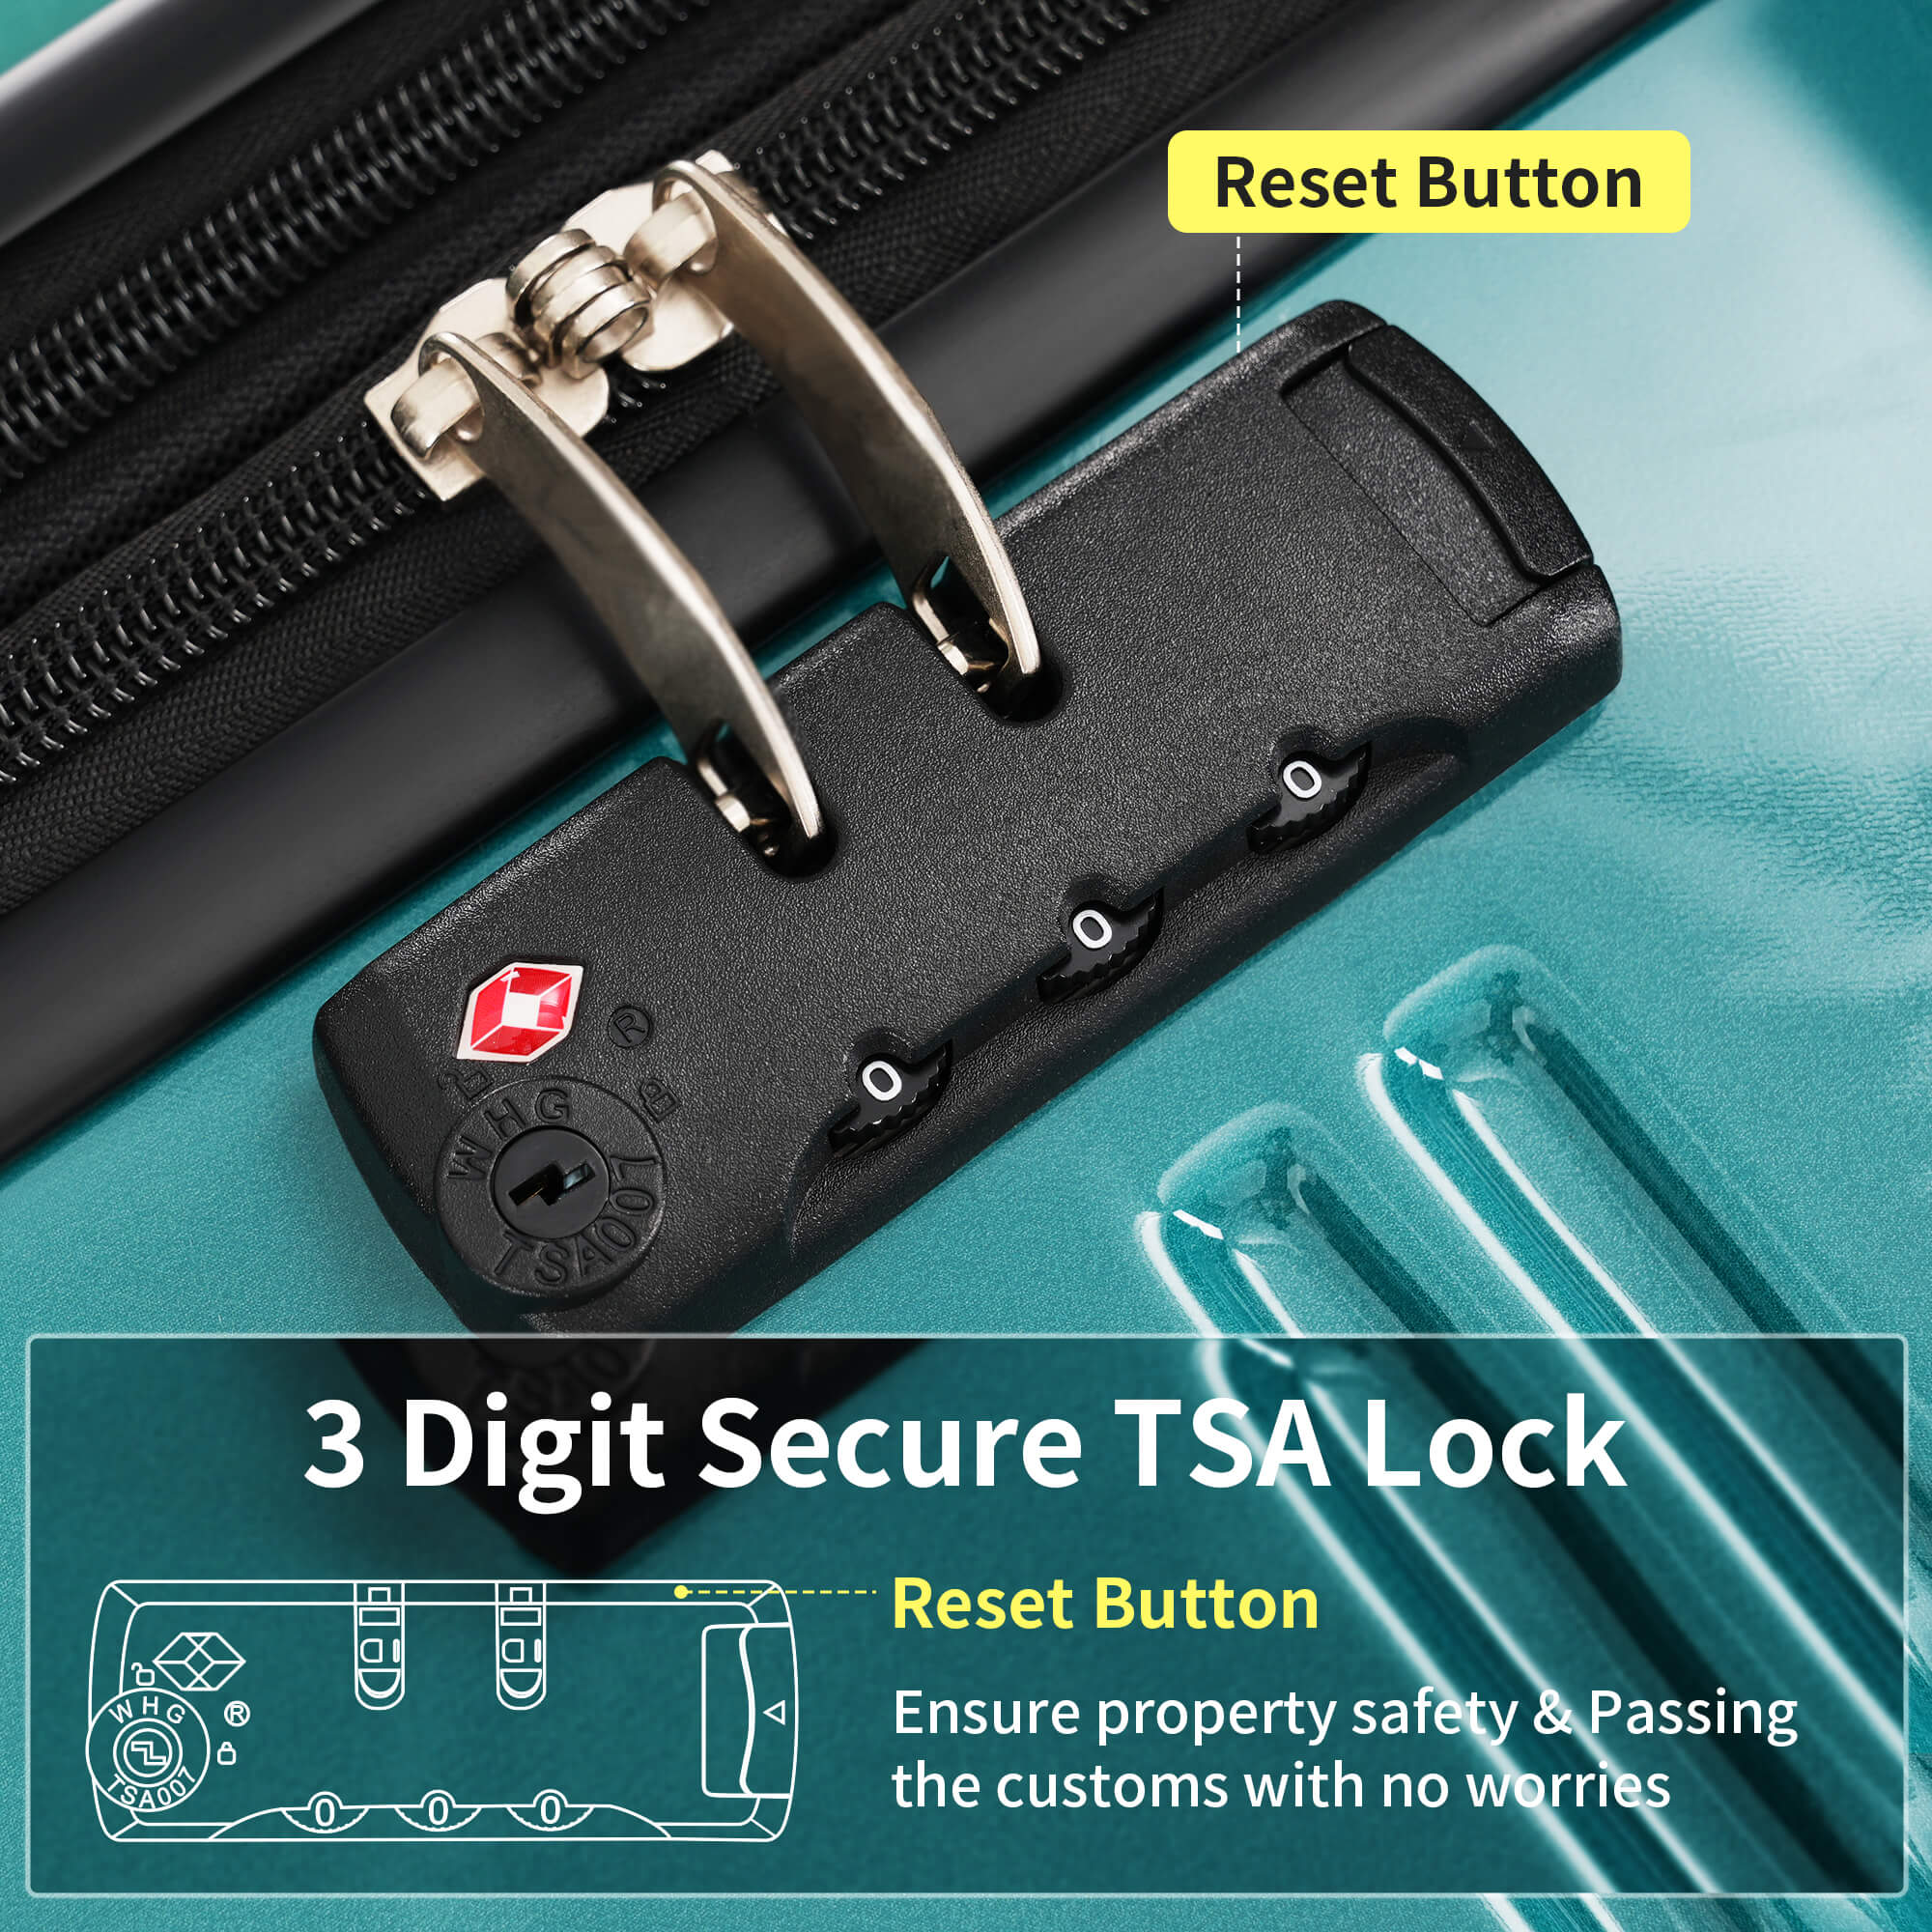 Reset Button
0
0
0
®
WHG
TSA007
3 Digit Secure TSA Lock
Reset Button
Ensure property safety & Passing
the customs with no worries
WHG
®
TSA007
0 0 0